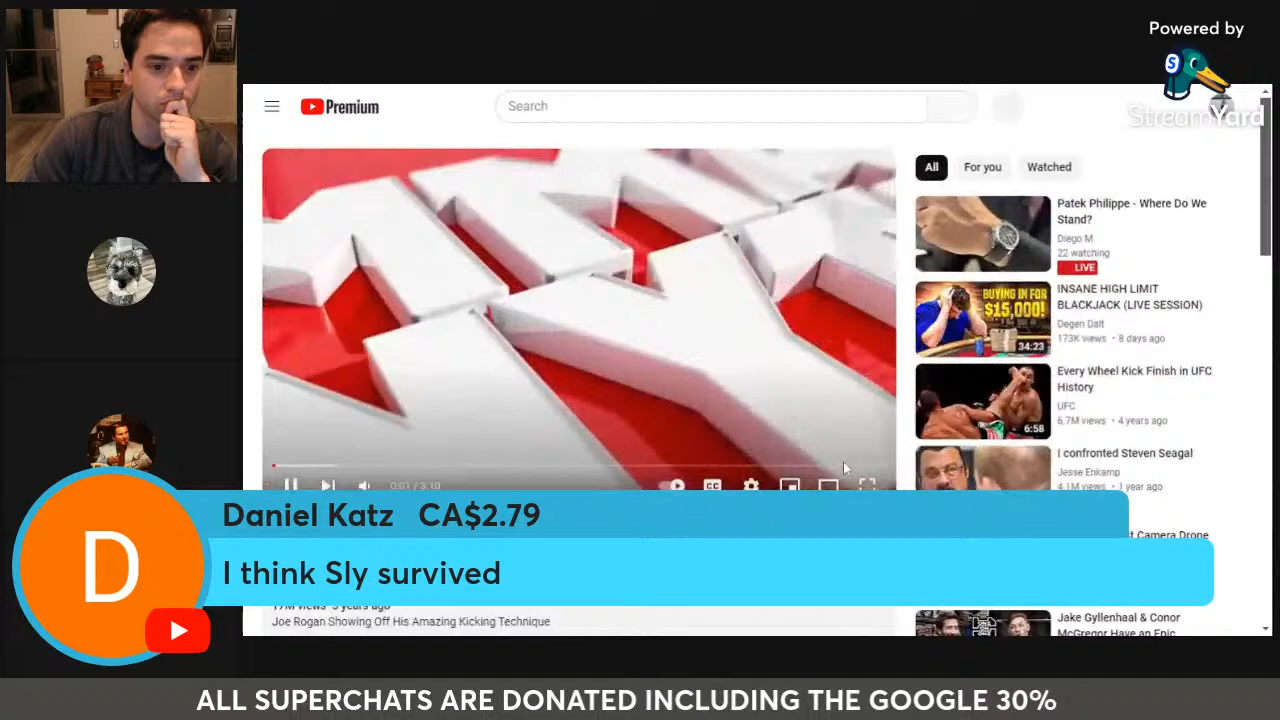 Powered by
StreamYard
Premium
Search
All
For you
Watched
Patek Philippe - Where Do We
Stand?
Diego M
22 watching
LIVE
BUYING IN FOR
$15,000!
34:23
INSANE HIGH LIMIT
BLACKJACK (LIVE SESSION)
Degen Dalt
173K views • 8 days ago
6:58
Every Wheel Kick Finish in UFC
History
UFC
6.7M views • 4 years ago
I confronted Steven Seagal
Jesse Enkamp
4.1M views • 1 year ago
0:01 / 3:10
CC
Daniel Katz CA$2.79
t Camera Drone
D
I think Sly survived
17M views 5 years ago
Joe Rogan Showing Off His Amazing Kicking Technique
Jake Gyllenhaal & Conor
McGregor Have an Epic
ALL SUPERCHATS ARE DONATED INCLUDING THE GOOGLE 30%